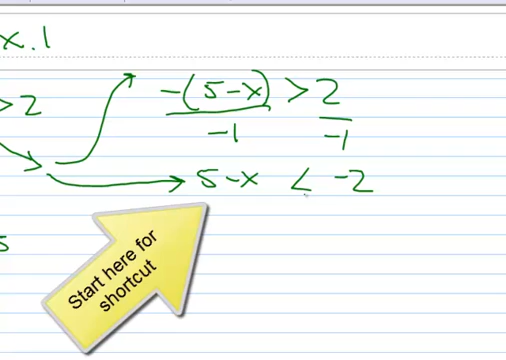 x. 1
> 2
-(5-x) > 2
-1 -1
5-x < -2
5
Start here for
shortcut